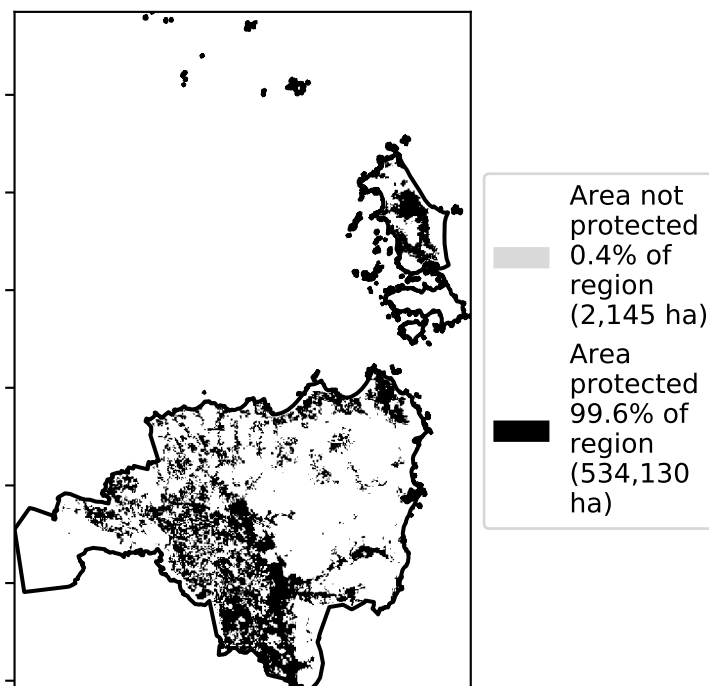 Area not
protected
0.4% of
region
(2,145 ha)
Area
protected
99.6% of
region
(534,130
ha)